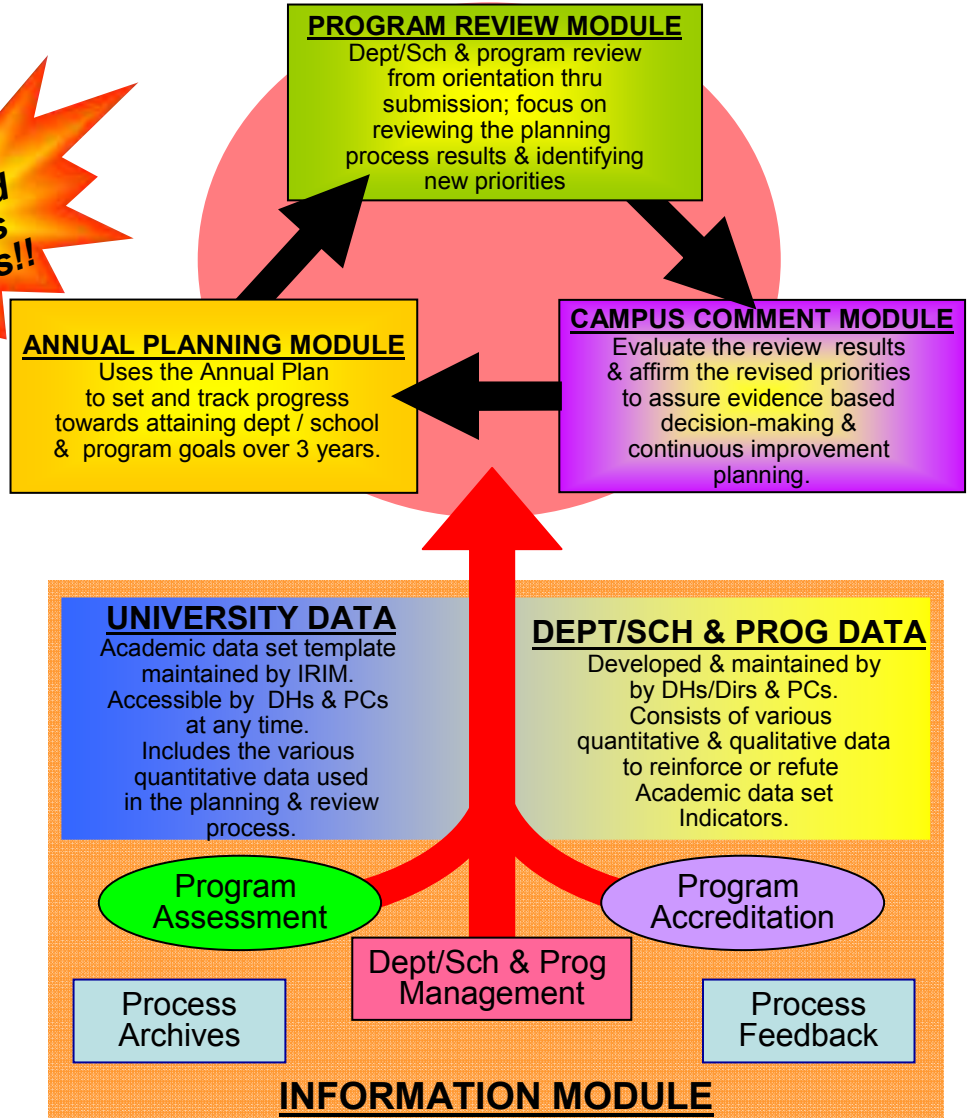 PROGRAM REVIEW MODULE
Dept/Sch & program review
from orientation thru
submission; focus on
reviewing the planning
process results & identifying
new priorities
ANNUAL PLANNING MODULE
Uses the Annual Plan
to set and track progress
towards attaining dept / school
& program goals over 3 years.
CAMPUS COMMENT MODULE
Evaluate the review results
& affirm the revised priorities
to assure evidence based
decision-making &
continuous improvement
planning.
UNIVERSITY DATA
Academic data set template
maintained by IRIM.
Accessible by DHs & PCs
at any time.
Includes the various
quantitative data used
in the planning & review
process.
DEPT/SCH & PROG DATA
Developed & maintained by
by DHs/Dirs & PCs.
Consists of various
quantitative & qualitative data
to reinforce or refute
Academic data set
Indicators.
Program
Assessment
Program
Accreditation
Dept/Sch & Prog
Management
Process
Archives
Process
Feedback
INFORMATION MODULE